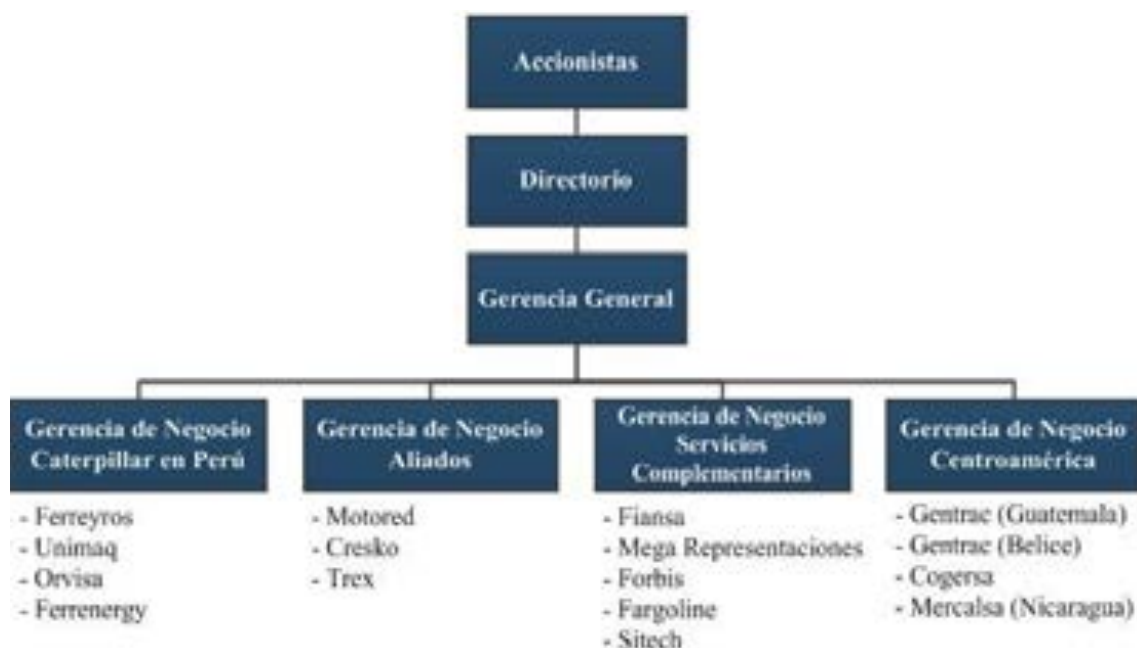 Accionistas
Directorio
Gerencia General
Gerencia de Negocio
Caterpillar en Perú
- Ferreyros
- Unimaq
- Orvisa
- Ferrenergy
Gerencia de Negocio
Aliados
- Motored
- Cresko
- Trex
Gerencia de Negocio
Servicios
Complementarios
- Fiansa
- Mega Representaciones
- Forbis
- Fargoline
- Sitech
Gerencia de Negocio
Centroamérica
- Gentrac (Guatemala)
- Gentrac (Belice)
- Cogersa
- Mercalsa (Nicaragua)